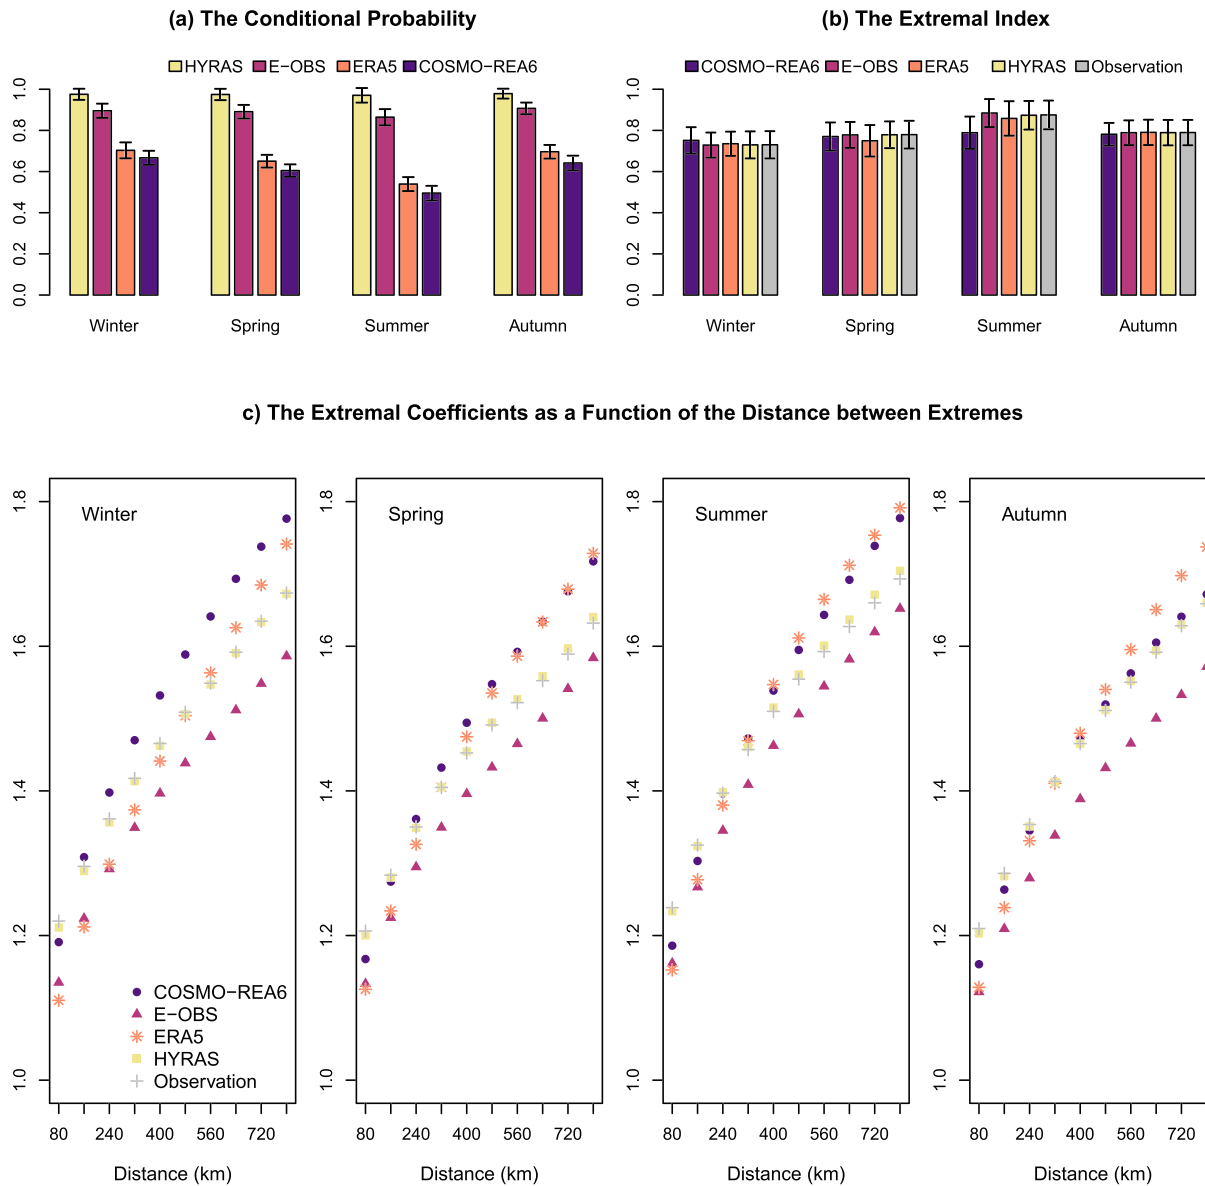 (a) The Conditional Probability
HYRAS E−OBS ERA5 COSMO−REA6
0.0 0.2 0.4 0.6 0.8 1.0
Winter Spring Summer Autumn
(b) The Extremal Index
COSMO−REA6 E−OBS ERA5 HYRAS Observation
0.0 0.2 0.4 0.6 0.8 1.0
Winter Spring Summer Autumn
c) The Extremal Coefficients as a Function of the Distance between Extremes
Winter
1.0 1.2 1.4 1.6 1.8
COSMO−REA6
E−OBS
ERA5
HYRAS
Observation
80 240 400 560 720
Distance (km)
Spring
1.0 1.2 1.4 1.6 1.8
80 240 400 560 720
Distance (km)
Summer
1.0 1.2 1.4 1.6 1.8
80 240 400 560 720
Distance (km)
Autumn
1.0 1.2 1.4 1.6 1.8
80 240 400 560 720
Distance (km)